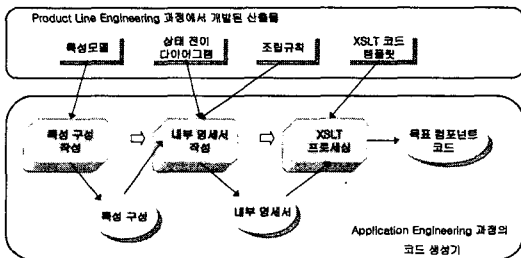 Product Line Engineering 과정에서 개발된 산출물
특성모델
상태 전이
다이어그램
조립규칙
XSLT 코드
템플릿
특성 구성
작성
내부 명세서
작성
XSLT
프로세싱
목표 컴포넌트
코드
특성 구성
내부 명세서
Application Engineering 과정의
코드 생성기